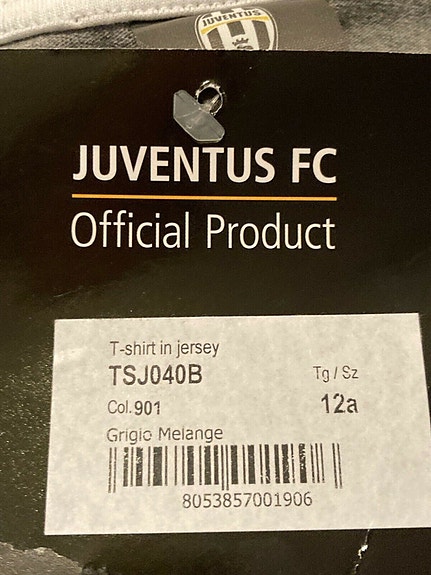 JUVENTUS
JUVENTUS FC
Official Product
T-shirt in jersey
TSJ040B
Tg / Sz
Col. 901
12a
Grigio Melange
8053857001906